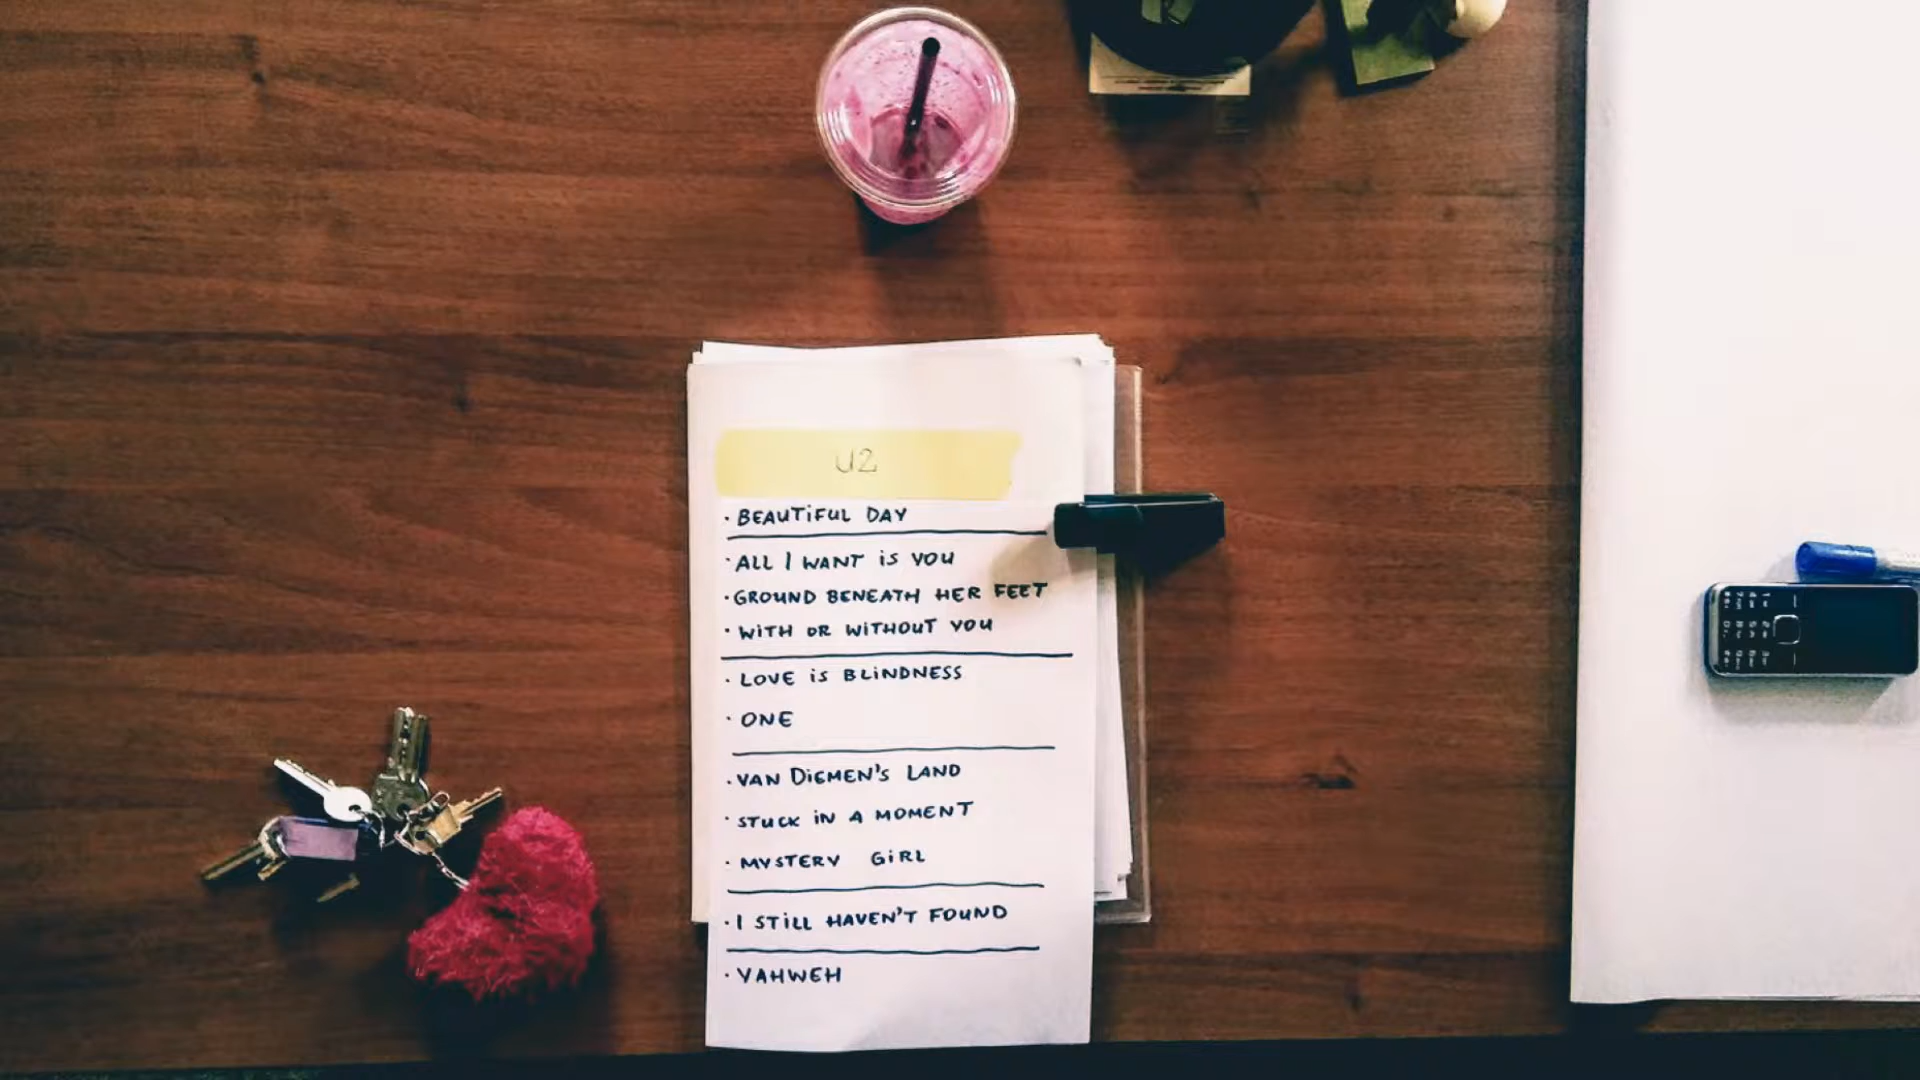 U2
· BEAUTIFUL DAY
· ALL I WANT IS YOU
· GROUND BENEATH HER FEET
· WITH OR WITHOUT YOU
· LOVE IS BLINDNESS
· ONE
· VAN DIEMEN'S LAND
· STUCK IN A MOMENT
· MYSTERY GIRL
· I STILL HAVEN'T FOUND
· YAHWEH